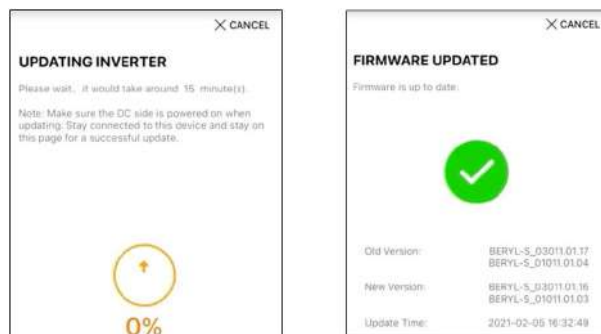 CANCEL
UPDATING INVERTER
Please wait, it would take around 15 minute(s).
Note: Make sure the DC side is powered on when
updating. Stay connected to this device and stay on
this page for a successful update.
0%
CANCEL
FIRMWARE UPDATED
Firmware is up to date.
Old Version: BERYL-S_03011.01.17
BERYL-S_01011.01.04
New Version: BERYL-S_03011.01.16
BERYL-S_01011.01.03
Update Time: 2021-02-05 16:32:49